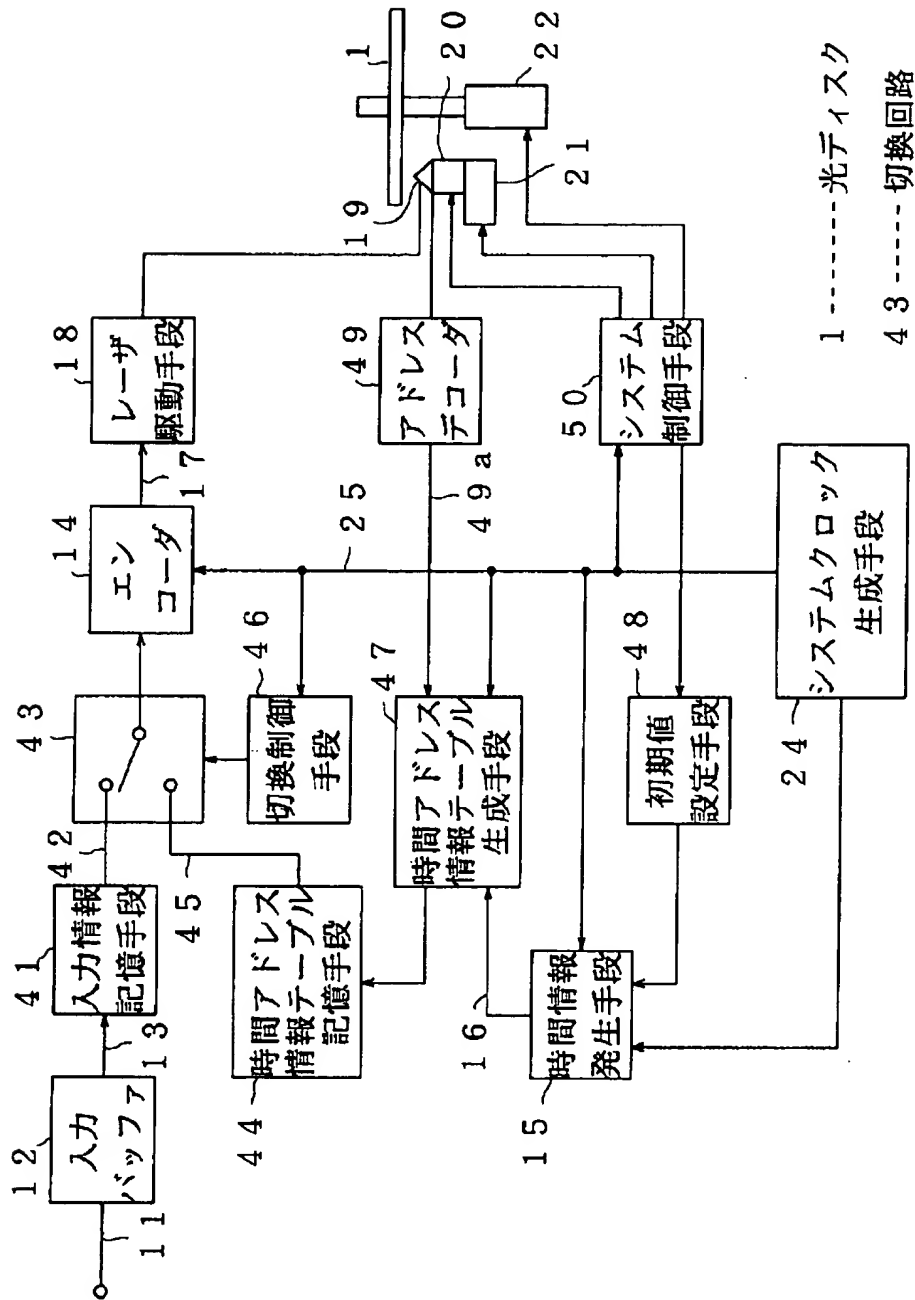 １１
１２
入力
バッファ
１３
４１
入力情報
記憶手段
４２
４３
１４
エン
コーダ
１７
１８
レーザ
駆動手段
１９
１
２０
２１
２２
４４
時間アドレス
情報テーブル
記憶手段
４５
４６
切換制御
手段
２５
４７
時間アドレス
情報テーブル
生成手段
４９ａ
４９
アドレス
デコーダ
１５
時間情報
発生手段
１６
４８
初期値
設定手段
５０
システム
制御手段
２４
システムクロック
生成手段
１ --------- 光ディスク
４３ ----- 切換回路